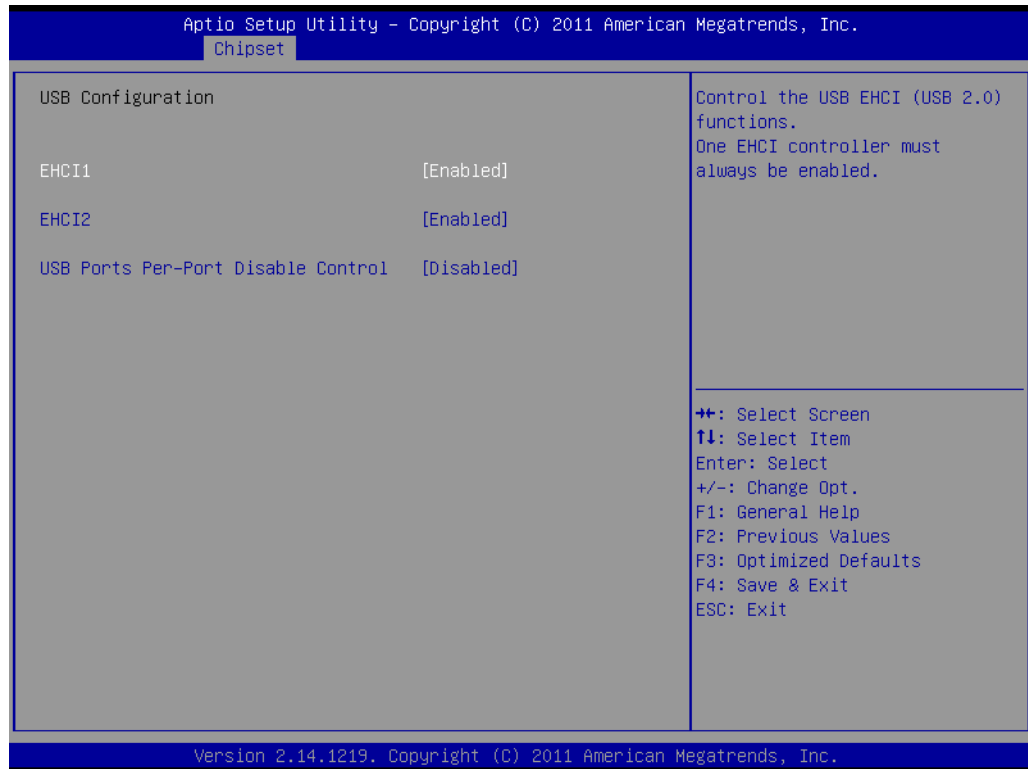 Aptio Setup Utility – Copyright (C) 2011 American Megatrends, Inc.
Chipset
USB Configuration
EHCI1 [Enabled]
EHCI2 [Enabled]
USB Ports Per-Port Disable Control [Disabled]
Control the USB EHCI (USB 2.0)
functions.
One EHCI controller must
always be enabled.
→←: Select Screen
↑↓: Select Item
Enter: Select
+/-: Change Opt.
F1: General Help
F2: Previous Values
F3: Optimized Defaults
F4: Save & Exit
ESC: Exit
Version 2.14.1219. Copyright (C) 2011 American Megatrends, Inc.